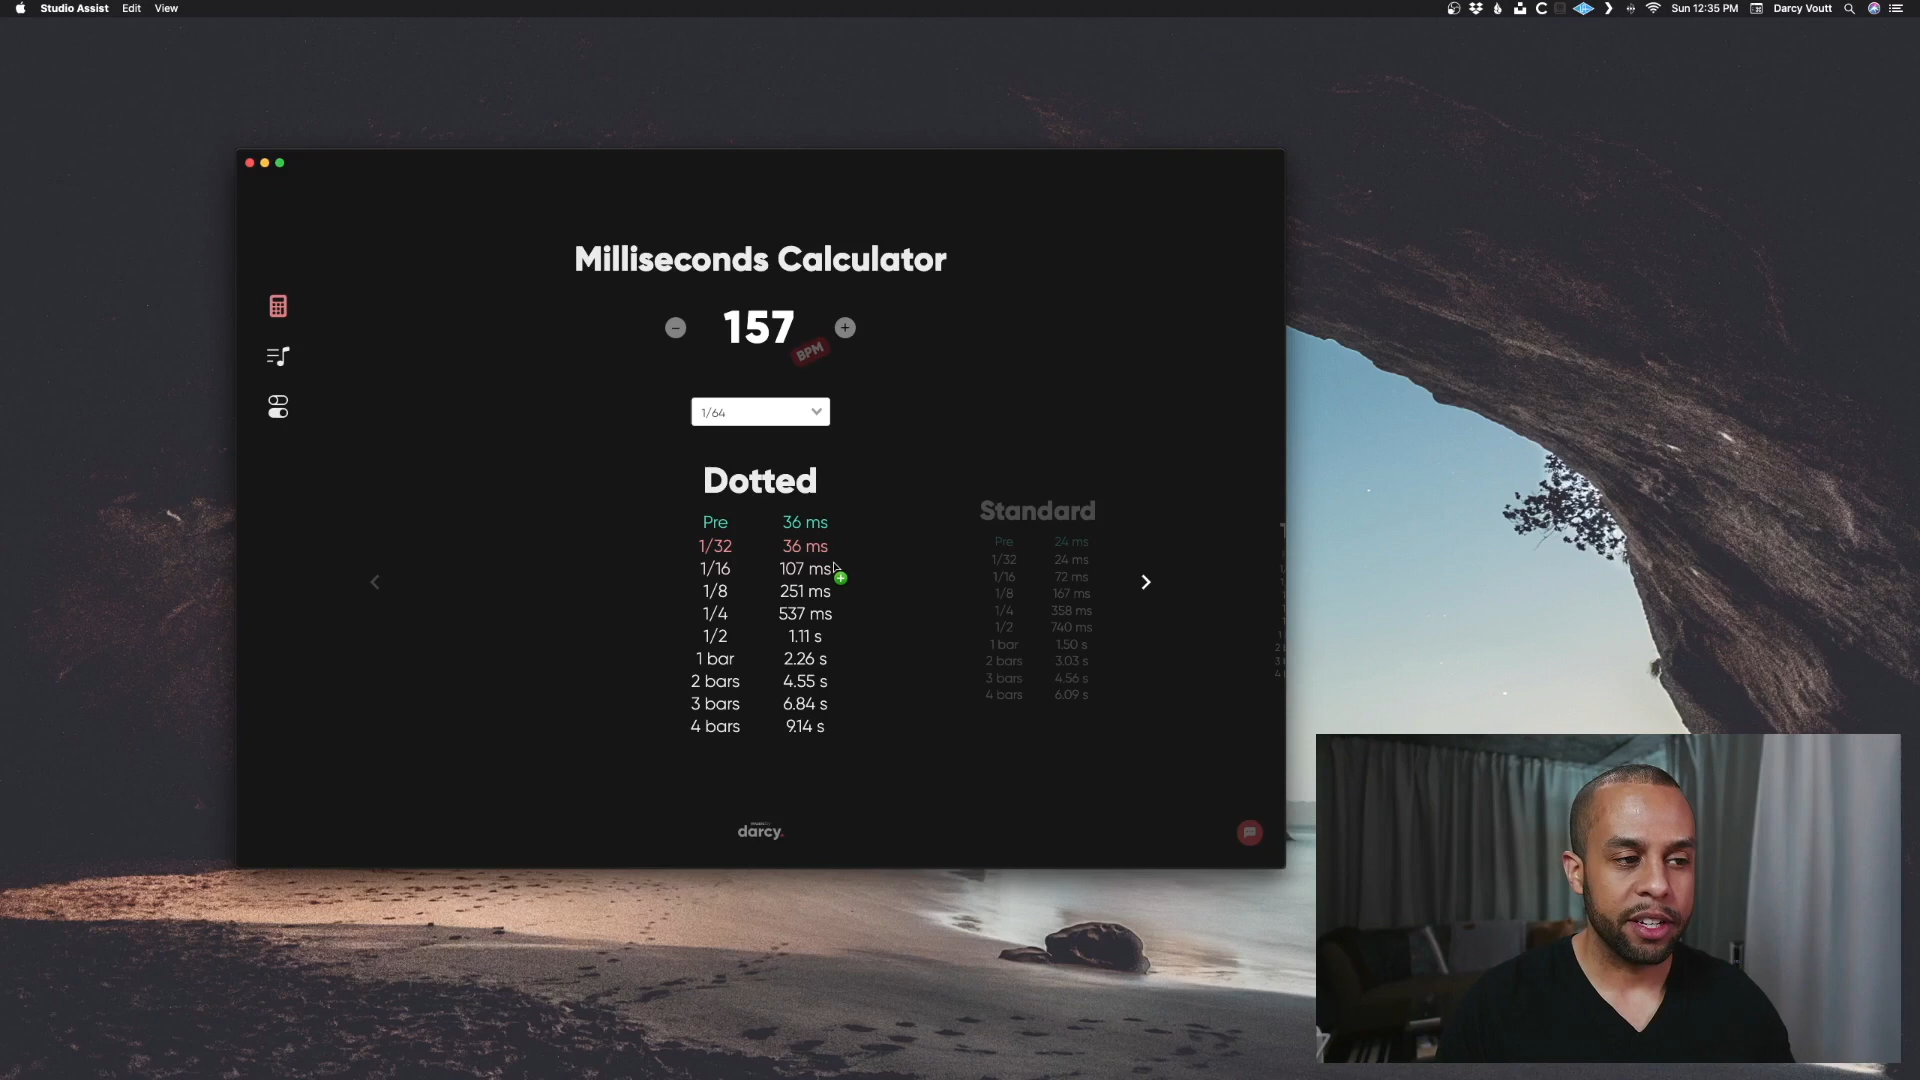 Studio Assist Edit View
Sun 12:35 PM Darcy Voutt
Milliseconds Calculator
157
BPM
1/64
Dotted
Pre 36 ms
1/32 36 ms
1/16 107 ms
1/8 251 ms
1/4 537 ms
1/2 1.11 s
1 bar 2.26 s
2 bars 4.55 s
3 bars 6.84 s
4 bars 9.14 s
Standard
Pre 24 ms
1/32 24 ms
1/16 72 ms
1/8 167 ms
1/4 358 ms
1/2 740 ms
1 bar 1.50 s
2 bars 3.03 s
3 bars 4.56 s
4 bars 6.09 s
darcy.